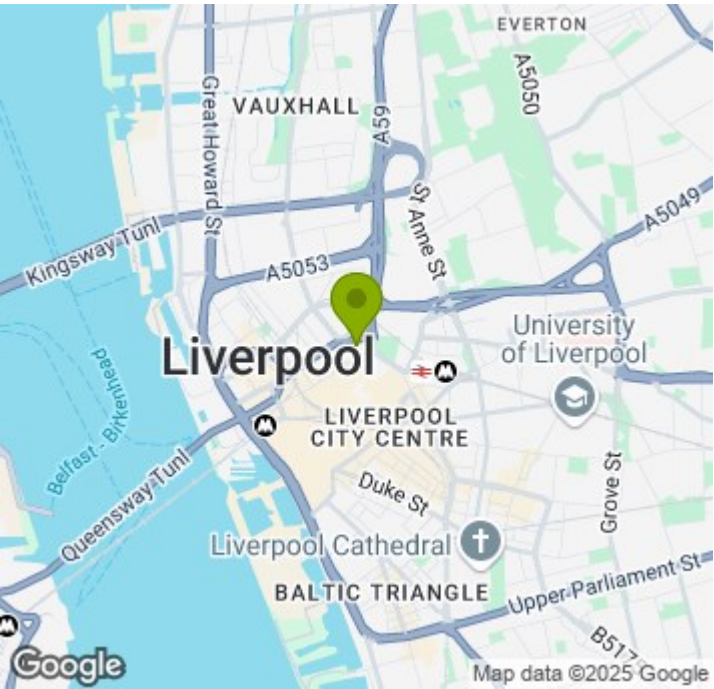 EVERTON
A5050
VAUXHALL
A59
Great Howard St
St Anne St
A5049
Kingsway Tunl
A5053
University
of Liverpool
Liverpool
LIVERPOOL
CITY CENTRE
Belfast - Birkenhead
Queensway Tunl
Duke St
Grove St
Liverpool Cathedral
BALTIC TRIANGLE
Upper Parliament St
Google
Map data ©2025 Google